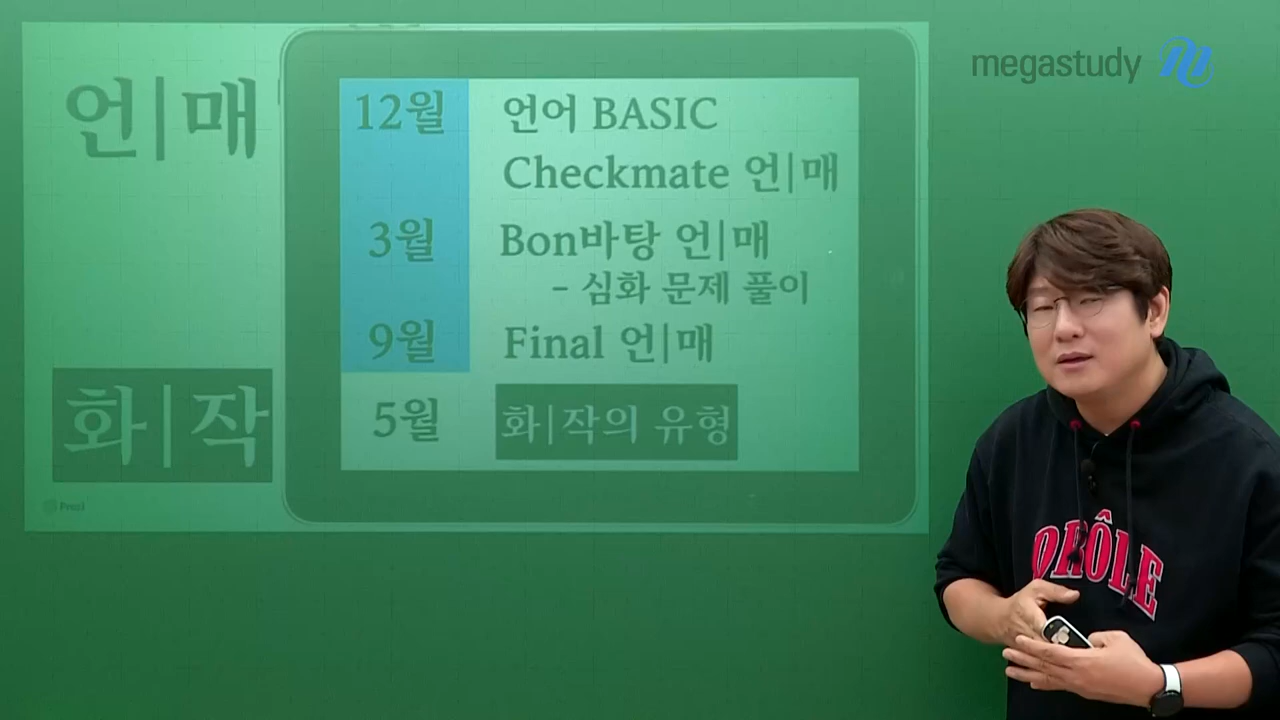 megastudy
언|매
12월 언어 BASIC
Checkmate 언|매
3월 Bon바탕 언|매
- 심화 문제 풀이
9월 Final 언|매
화|작
5월 화|작의 유형
Prezi
DRÔLE